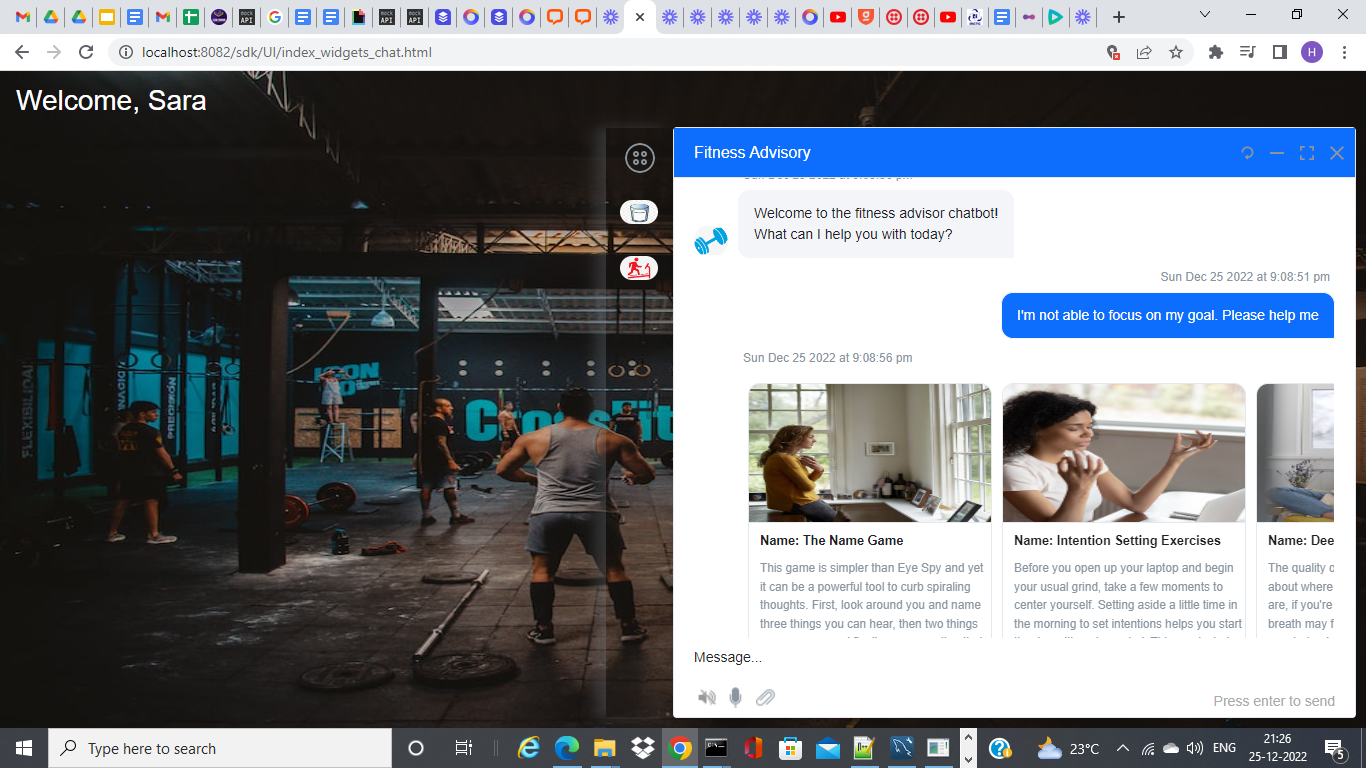 localhost:8082/sdk/UI/index_widgets_chat.html
H
Welcome, Sara
Fitness Advisory
Welcome to the fitness advisor chatbot!
What can I help you with today?
Sun Dec 25 2022 at 9:08:51 pm
I'm not able to focus on my goal. Please help me
Sun Dec 25 2022 at 9:08:56 pm
Name: The Name Game
This game is simpler than Eye Spy and yet
it can be a powerful tool to curb spiraling
thoughts. First, look around you and name
three things you can hear, then two things
Name: Intention Setting Exercises
Before you open up your laptop and begin
your usual grind, take a few moments to
center yourself. Setting aside a little time in
the morning to set intentions helps you start
Name: Dee
The quality o
about where
are, if you're
breath may f
FLEXIBILIDAD
PRECISIÓN
ICON
CrossFit
Message...
Press enter to send
Type here to search
23°C
ENG
21:26
25-12-2022
5